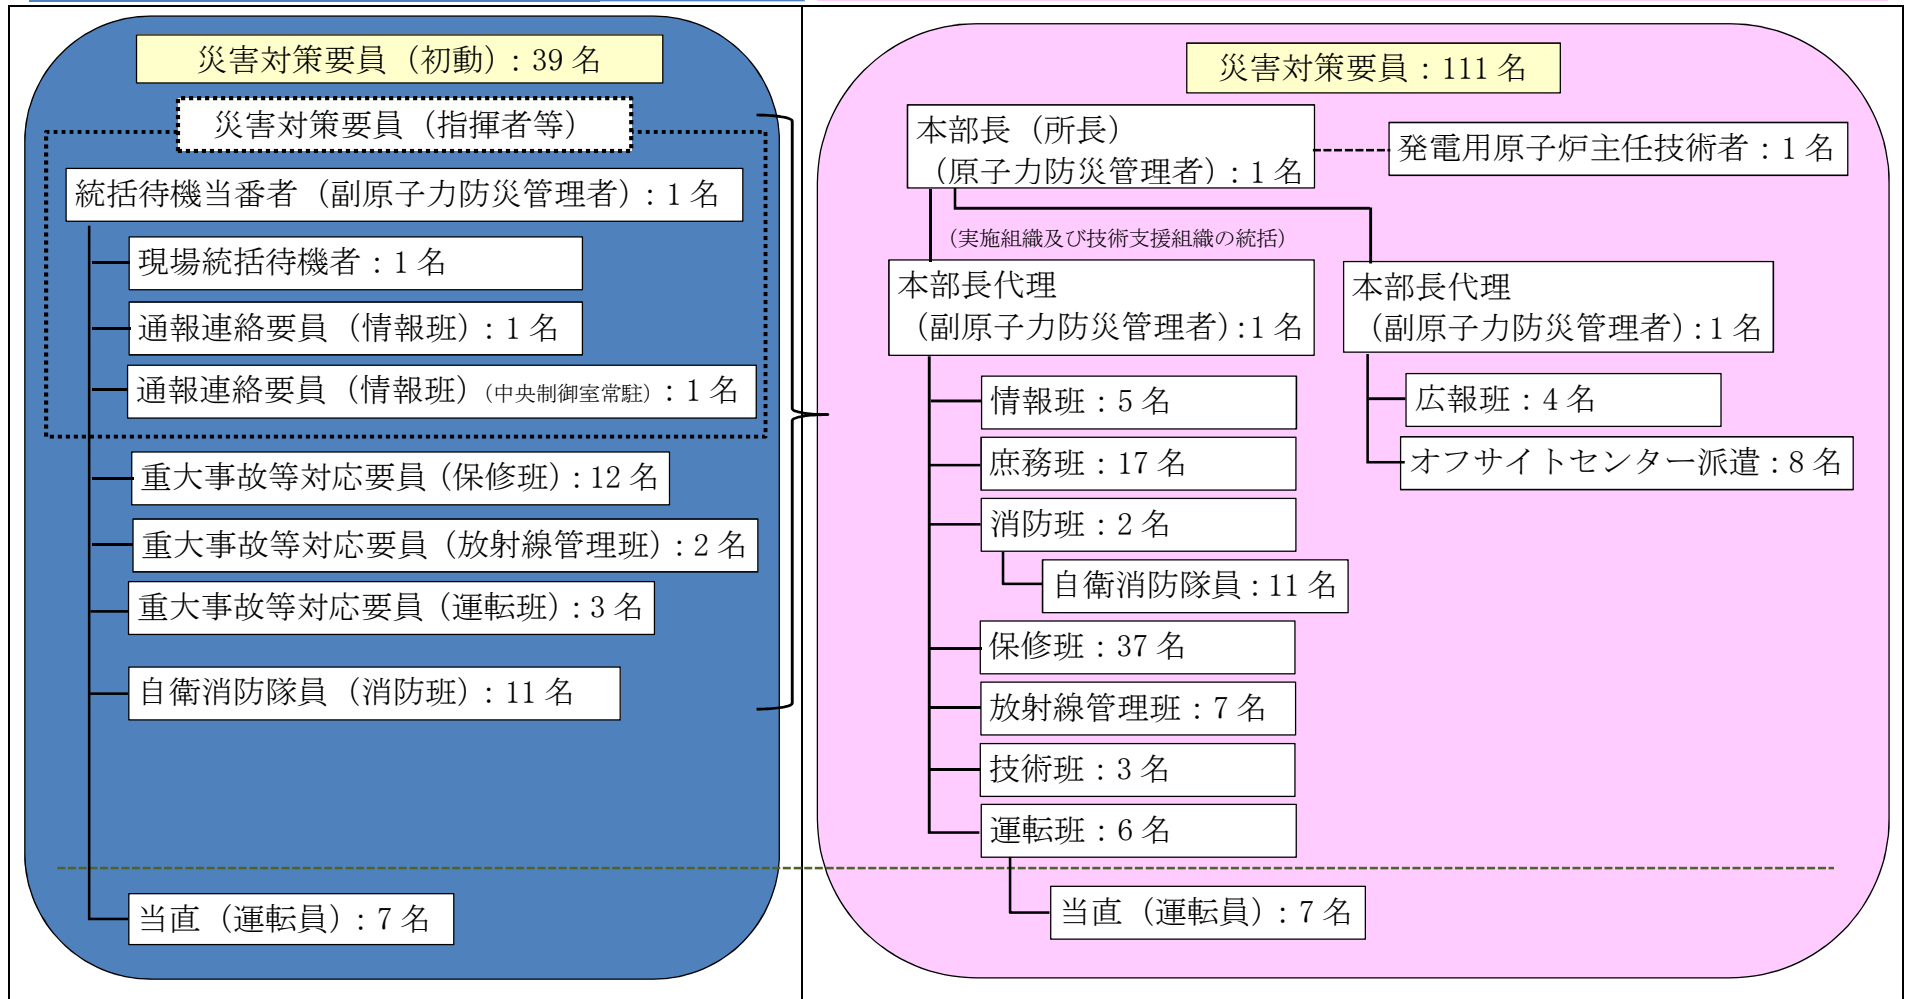 災害対策要員（初動）：39名
災害対策要員（指揮者等）
統括待機当番者（副原子力防災管理者）：1名
現場統括待機者：1名
通報連絡要員（情報班）：1名
通報連絡要員（情報班）（中央制御室常駐）：1名
重大事故等対応要員（保修班）：12名
重大事故等対応要員（放射線管理班）：2名
重大事故等対応要員（運転班）：3名
自衛消防隊員（消防班）：11名
当直（運転員）：7名
災害対策要員：111名
本部長（所長）
（原子力防災管理者）：1名
発電用原子炉主任技術者：1名
（実施組織及び技術支援組織の統括）
本部長代理
（副原子力防災管理者）：1名
情報班：5名
庶務班：17名
消防班：2名
自衛消防隊員：11名
保修班：37名
放射線管理班：7名
技術班：3名
運転班：6名
当直（運転員）：7名
本部長代理
（副原子力防災管理者）：1名
広報班：4名
オフサイトセンター派遣：8名